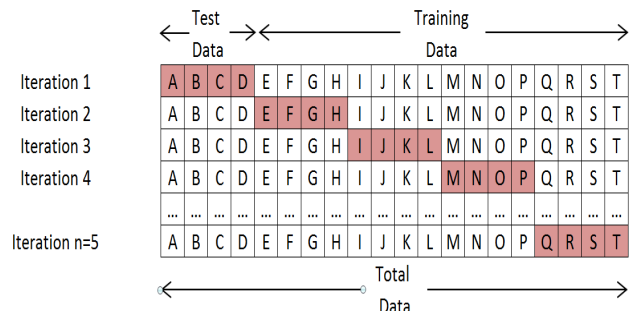 Test Training
Data Data
Iteration 1 A B C D E F G H I J K L M N O P Q R S T
Iteration 2 A B C D E F G H I J K L M N O P Q R S T
Iteration 3 A B C D E F G H I J K L M N O P Q R S T
Iteration 4 A B C D E F G H I J K L M N O P Q R S T
... ... ... ... ... ... ... ... ... ... ... ... ... ... ... ... ... ... ... ...
Iteration n=5 A B C D E F G H I J K L M N O P Q R S T
Total
Data